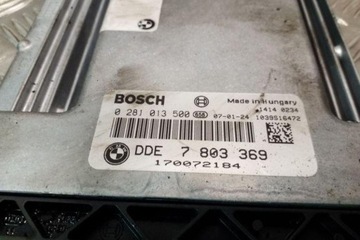 BOSCH
Made in Hungary
1414 0234
0 281 013 500 07-01-24 1039S16472
DDE 7 803 369
170072184